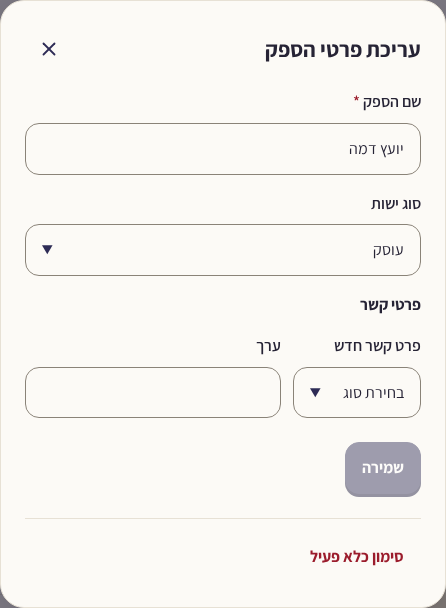 עריכת פרטי הספק
שם הספק *
יועץ דמה
סוג ישות
עוסק
פרטי קשר
פרט קשר חדש
ערך
בחירת סוג
שמירה
סימון כלא פעיל